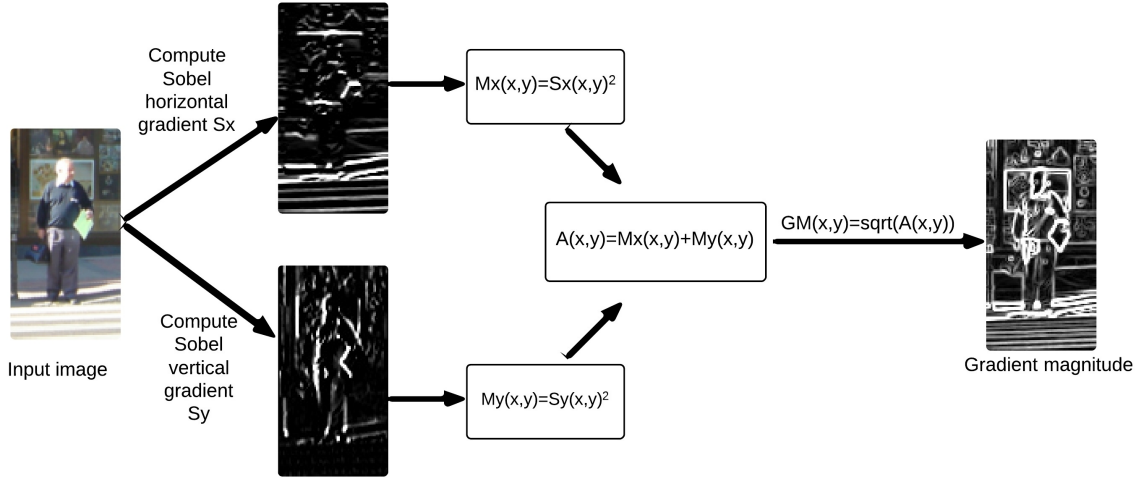 Compute
Sobel
horizontal
gradient Sx
Mx(x,y)=Sx(x,y)²
A(x,y)=Mx(x,y)+My(x,y)
GM(x,y)=sqrt(A(x,y))
Input image
Compute
Sobel
vertical
gradient
Sy
My(x,y)=Sy(x,y)²
Gradient magnitude